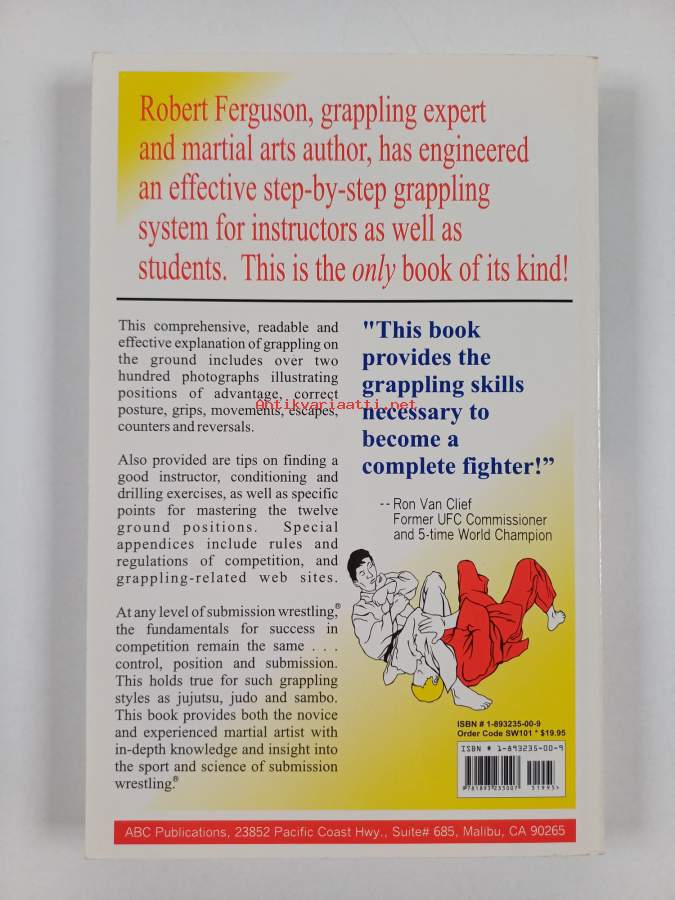 Robert Ferguson, grappling expert
and martial arts author, has engineered
an effective step-by-step grappling
system for instructors as well as
students. This is the only book of its kind!
This comprehensive, readable and
effective explanation of grappling on
the ground includes over two
hundred photographs illustrating
positions of advantage, correct
posture, grips, movements, escapes,
counters and reversals.
Also provided are tips on finding a
good instructor, conditioning and
drilling exercises, as well as specific
points for mastering the twelve
ground positions. Special
appendices include rules and
regulations of competition, and
grappling-related web sites.
At any level of submission wrestling,®
the fundamentals for success in
competition remain the same . . .
control, position and submission.
This holds true for such grappling
styles as jujutsu, judo and sambo.
This book provides both the novice
and experienced martial artist with
in-depth knowledge and insight into
the sport and science of submission
wrestling.®
"This book
provides the
grappling skills
necessary to
become a
complete fighter!”
-- Ron Van Clief
Former UFC Commissioner
and 5-time World Champion
Antikvariaatti.net
ISBN # 1-893235-00-9
Order Code SW101 * $19.95
ISBN # 1-893235-00-9
9 781893 235007 51995>
ABC Publications, 23852 Pacific Coast Hwy., Suite# 685, Malibu, CA 90265